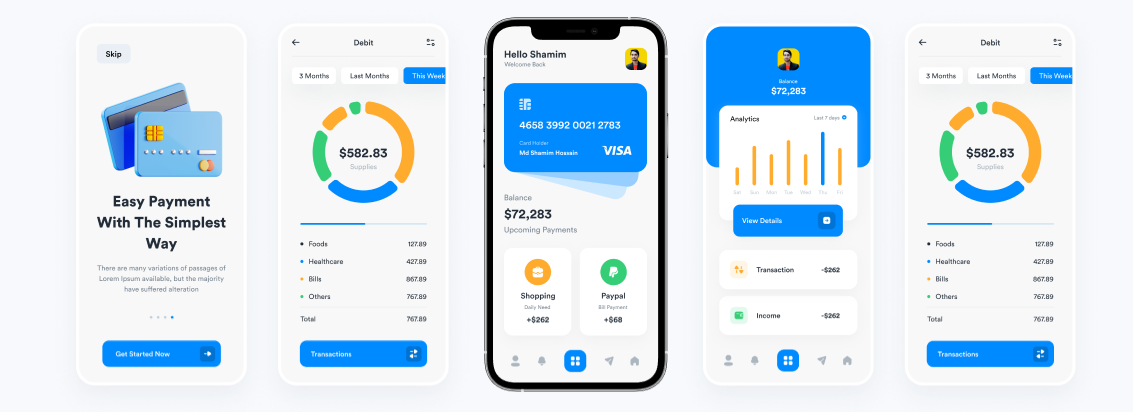 Skip
Easy Payment
With The Simplest
Way
There are many variations of passages of
Lorem Ipsum available, but the majority
have suffered alteration
Get Started Now
Debit
3 Months
Last Months
This Week
$582.83
Supplies
Foods 127.89
Healthcare 427.89
Bills 867.89
Others 767.89
Total 767.89
Transactions
Hello Shamim
Welcome Back
4658 3992 0021 2783
Card Holder
Md Shamim Hossain
VISA
Balance
$72,283
Upcoming Payments
Shopping
Daily Need
+$262
Paypal
Bill Payment
+$68
Balance
$72,283
Analytics
Last 7 days
Sat Sun Mon Tue Wed Thu Fri
View Details
Transaction -$262
Income -$262
Debit
3 Months
Last Months
This Week
$582.83
Supplies
Foods 127.89
Healthcare 427.89
Bills 867.89
Others 767.89
Total 767.89
Transactions